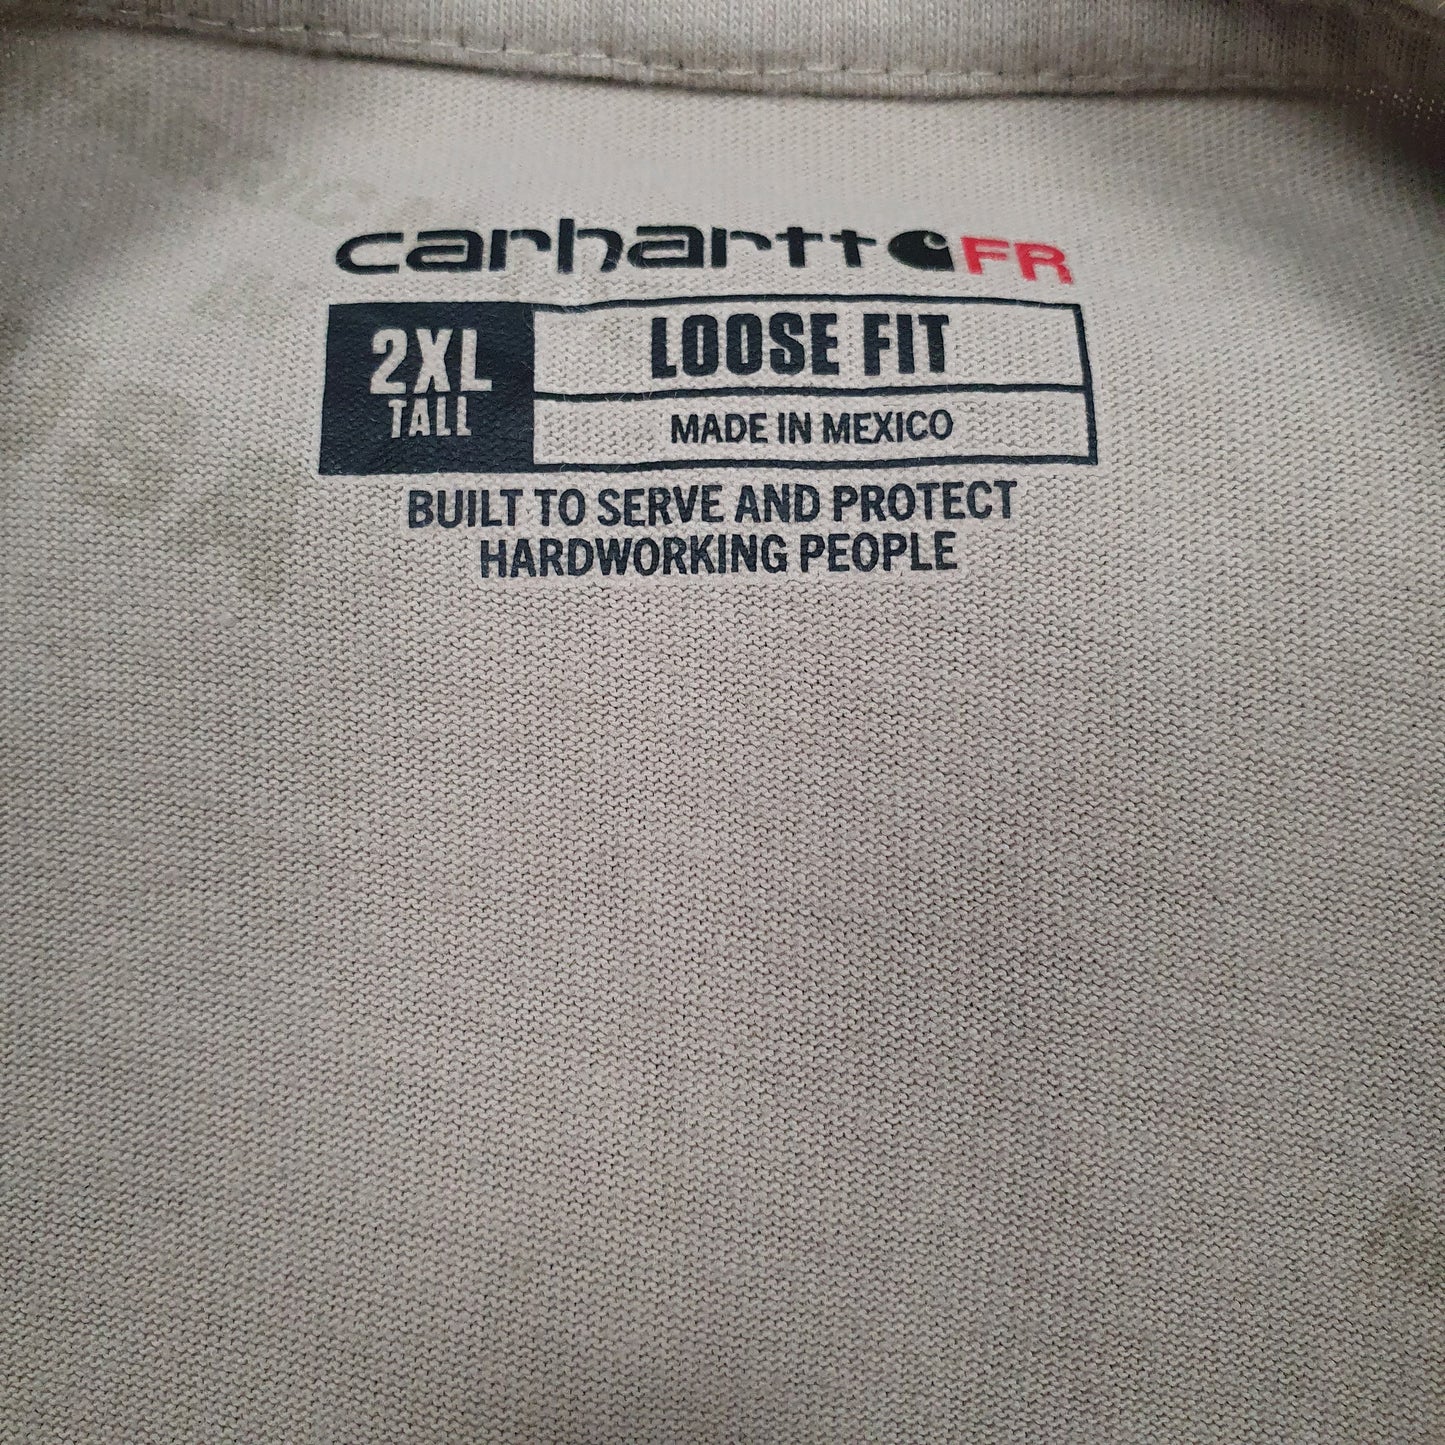 carhartt FR
2XL
TALL
LOOSE FIT
MADE IN MEXICO
BUILT TO SERVE AND PROTECT
HARDWORKING PEOPLE